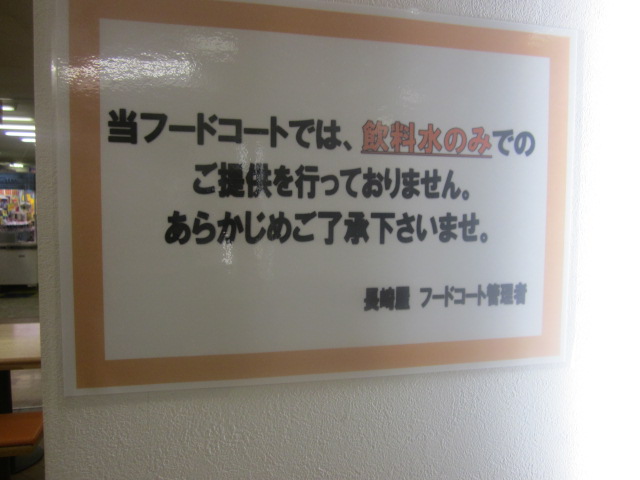 当フードコートでは、飲料水のみでの
ご提供を行っておりません。
あらかじめご了承下さいませ。
長崎屋 フードコート管理者